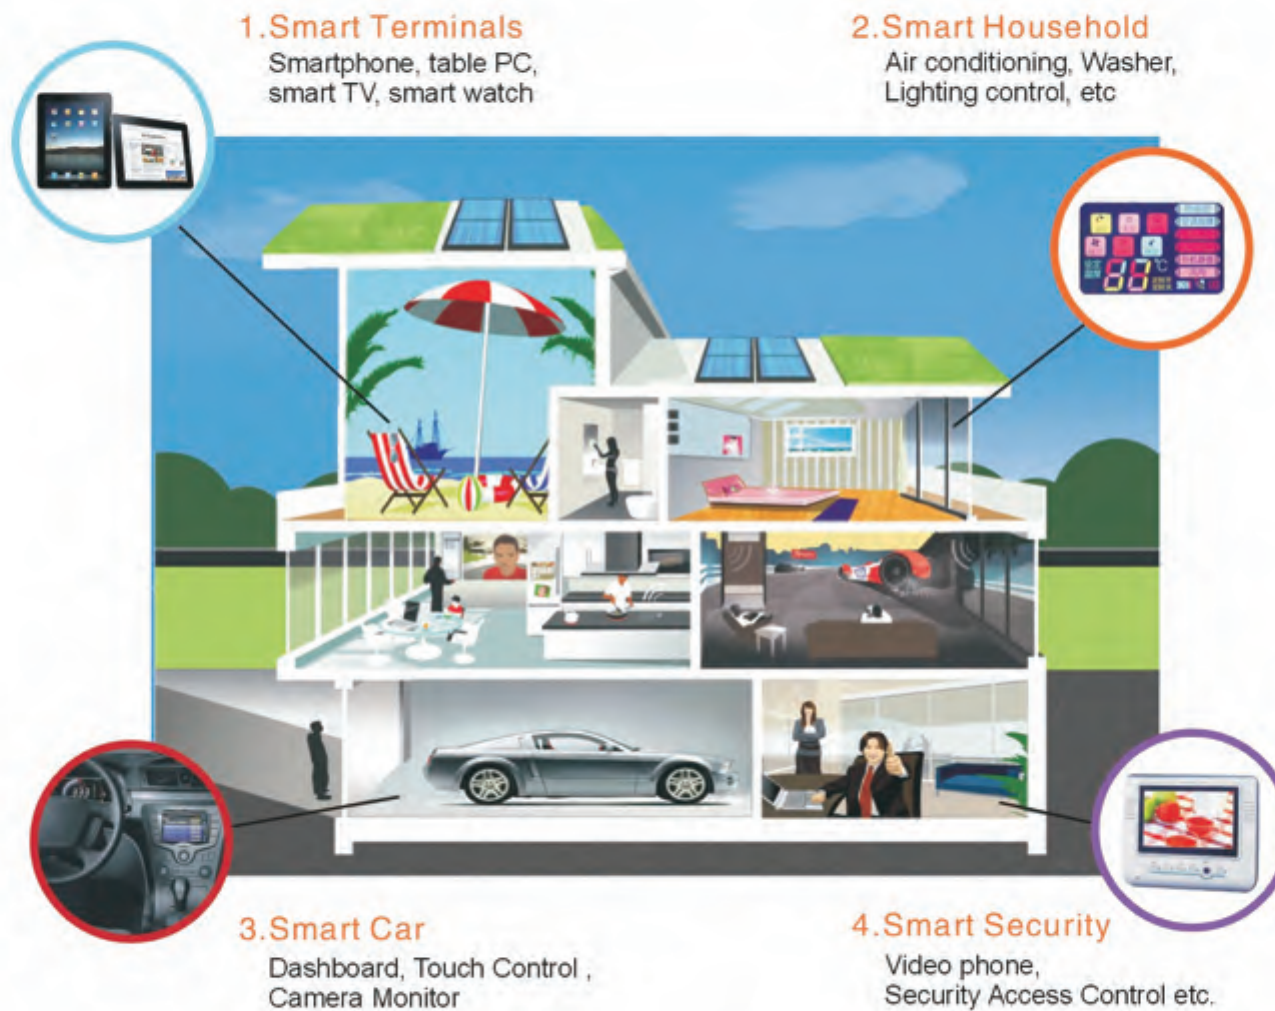 1.Smart Terminals
Smartphone, table PC,
smart TV, smart watch
2.Smart Household
Air conditioning, Washer,
Lighting control, etc
3.Smart Car
Dashboard, Touch Control ,
Camera Monitor
4.Smart Security
Video phone,
Security Access Control etc.